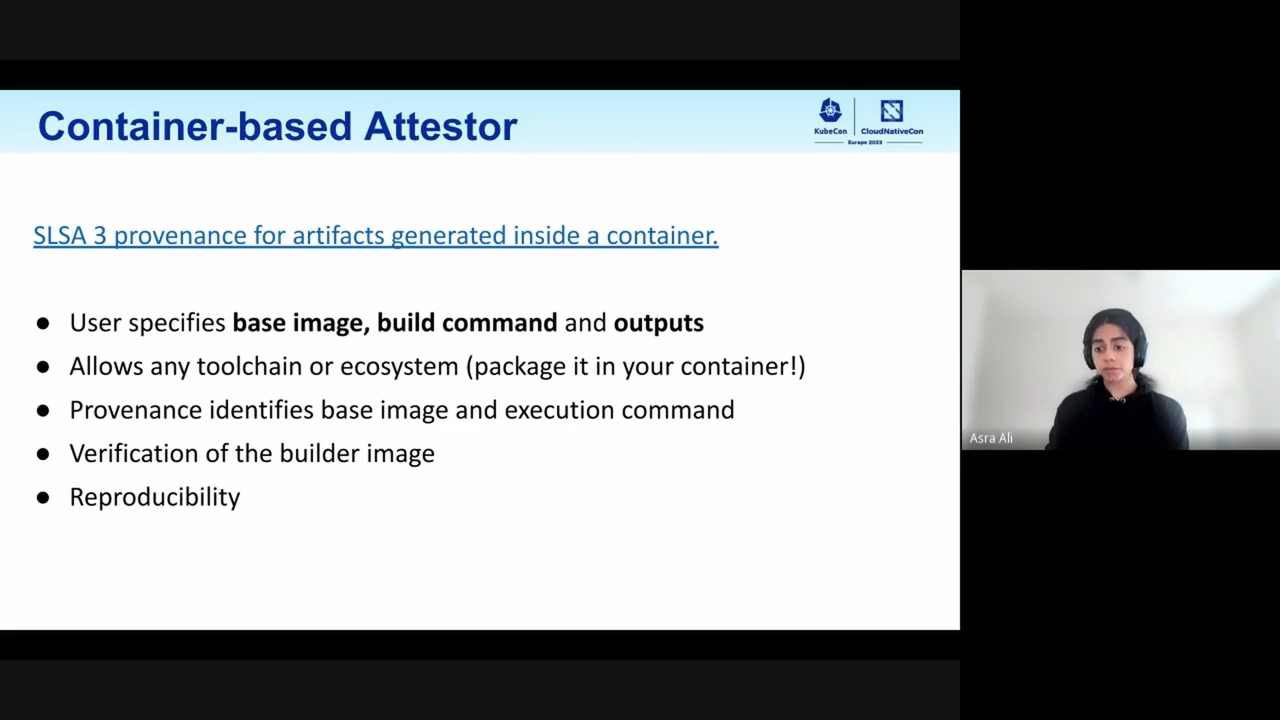 Container-based Attestor
KubeCon
CloudNativeCon
Europe 2023
SLSA 3 provenance for artifacts generated inside a container.
● User specifies base image, build command and outputs
● Allows any toolchain or ecosystem (package it in your container!)
● Provenance identifies base image and execution command
● Verification of the builder image
● Reproducibility
Asra Ali